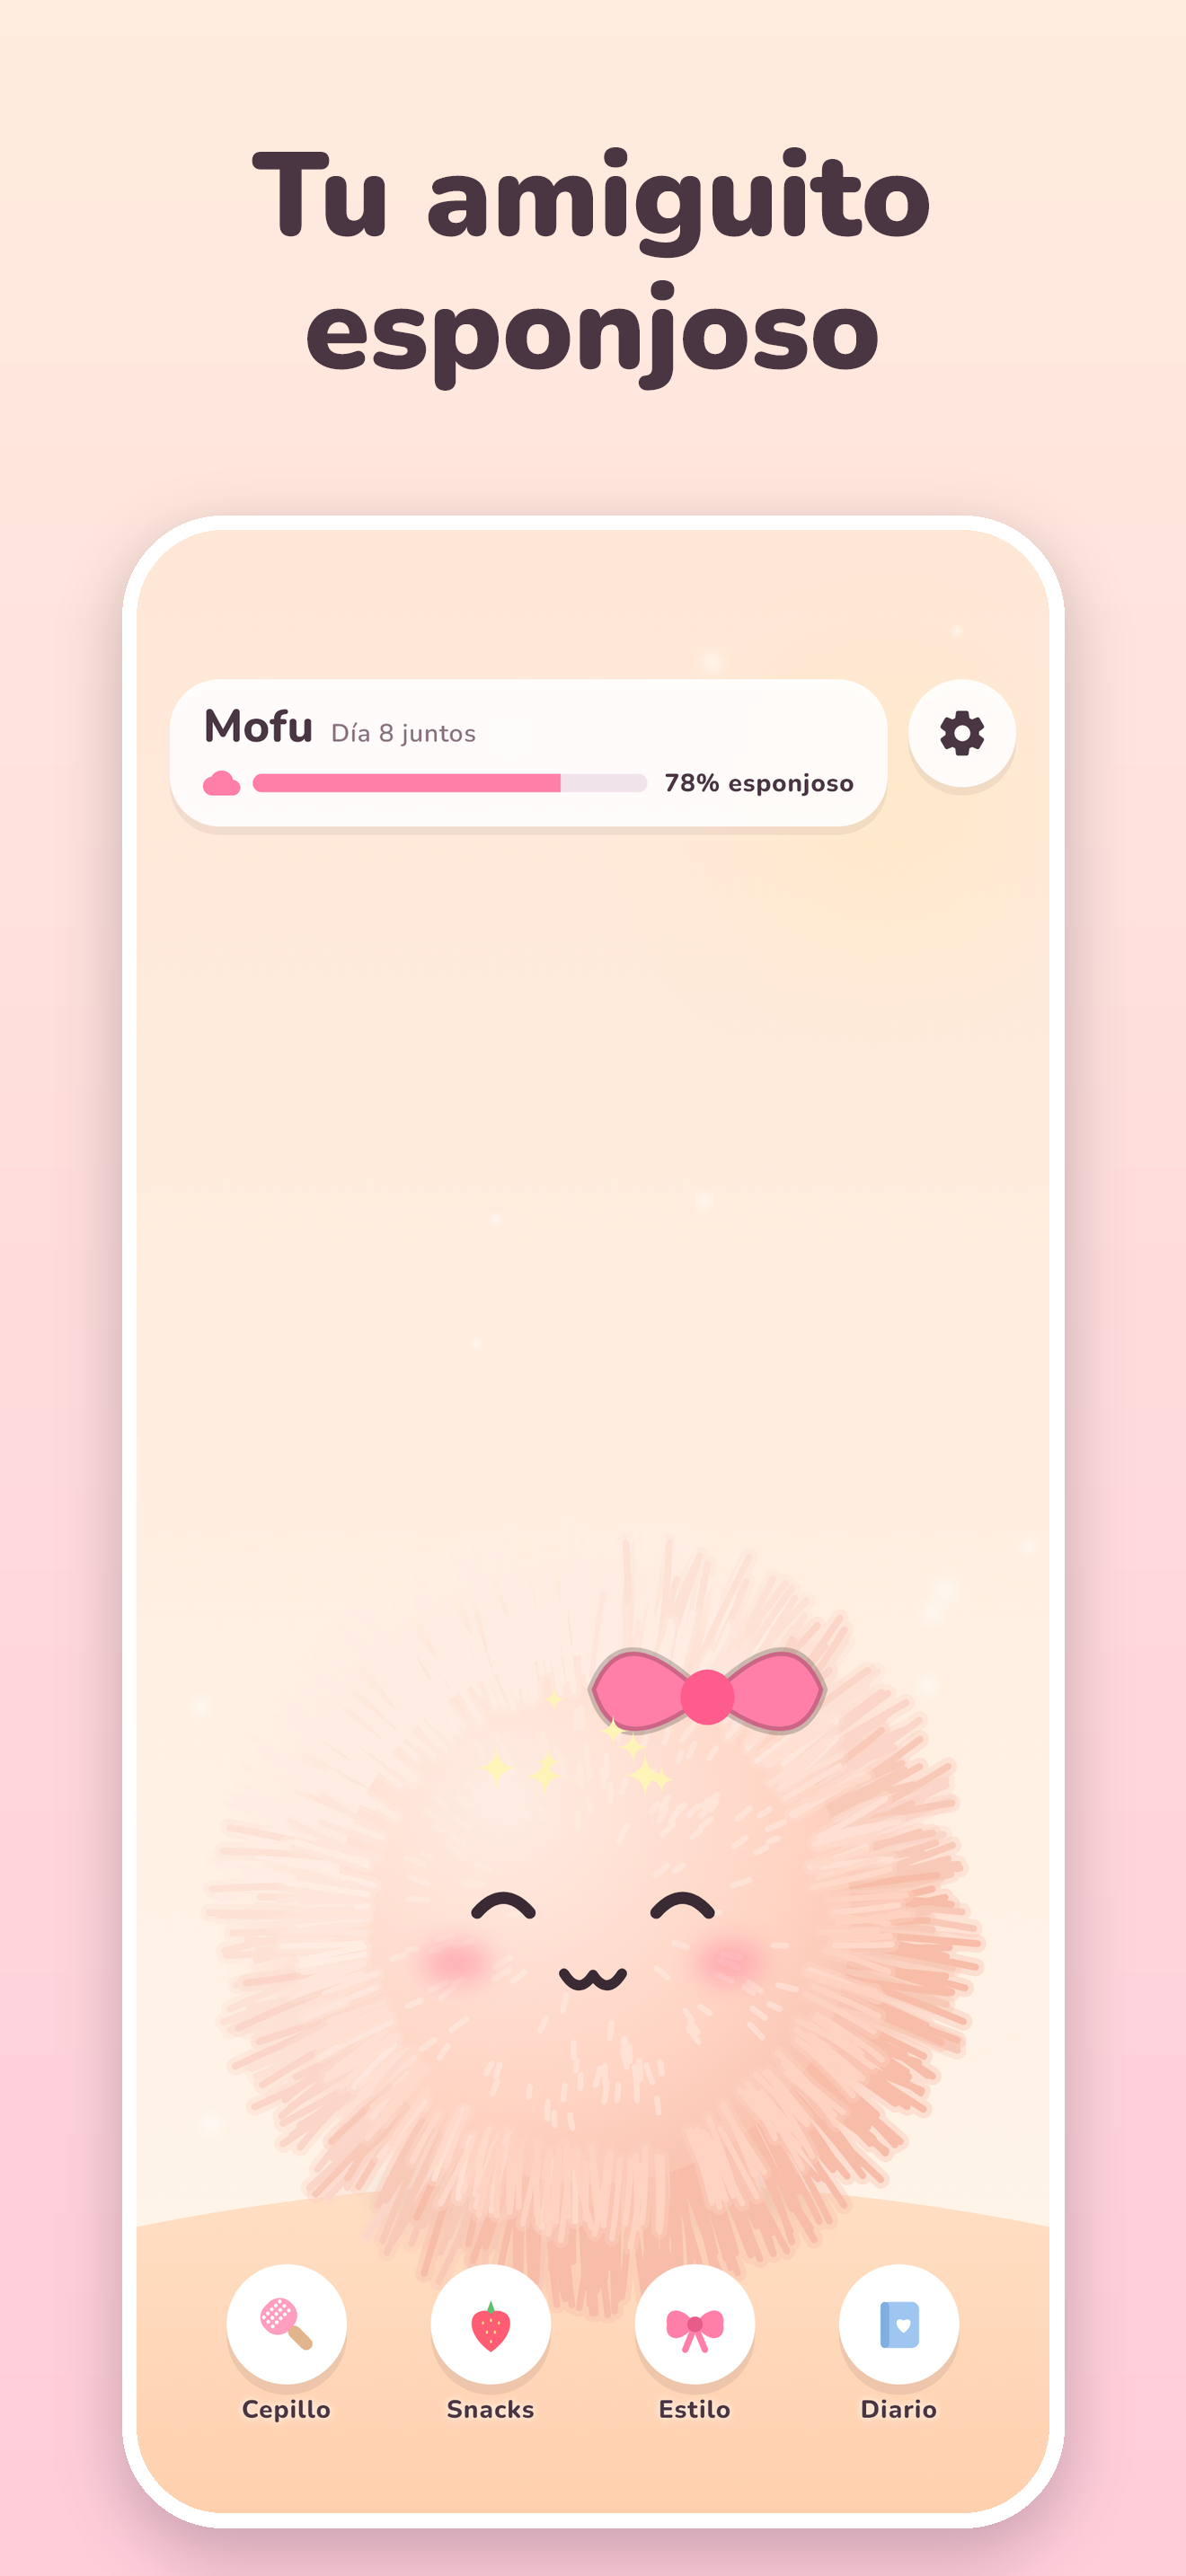 Tu amiguito
esponjoso
Mofu Día 8 juntos
78% esponjoso
Cepillo
Snacks
Estilo
Diario